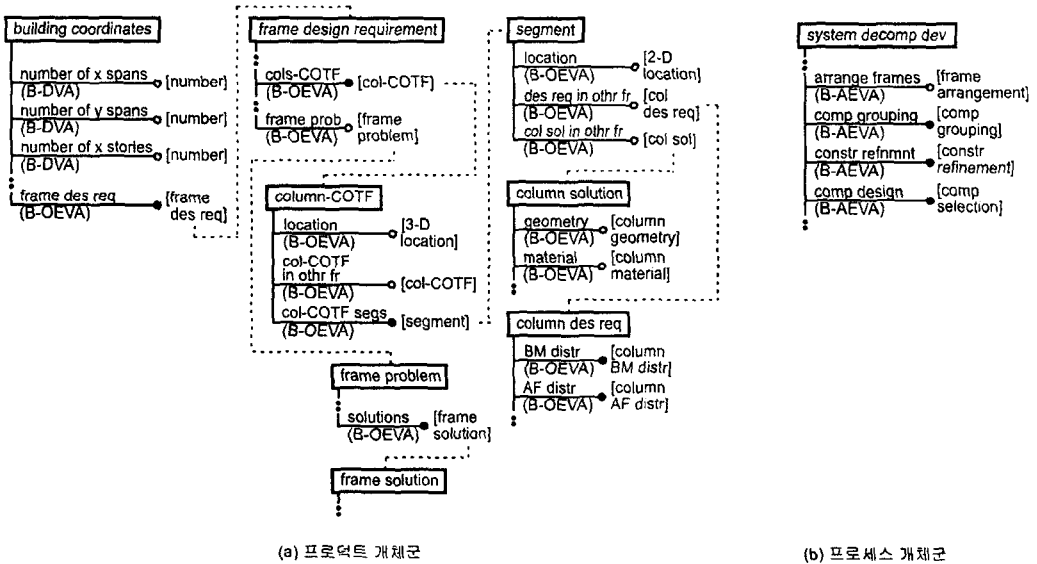 building coordinates
number of x spans
(B-DVA)
[number]
number of y spans
(B-DVA)
[number]
number of x stories
(B-DVA)
[number]
frame des req
(B-OEVA)
[frame
des req]
frame design requirement
cols-COTF
(B-OEVA)
[col-COTF]
frame prob
(B-OEVA)
[frame
problem]
column-COTF
location
(B-OEVA)
[3-D
location]
col-COTF
in othr fr
(B-OEVA)
[col-COTF]
col-COTF segs
(B-OEVA)
[segment]
frame problem
solutions
(B-OEVA)
[frame
solution]
frame solution
segment
location
(B-OEVA)
[2-D
location]
des req in othr fr
(B-OEVA)
[col
des req]
col sol in othr fr
(B-OEVA)
[col sol]
column solution
geometry
(B-OEVA)
[column
geometry]
material
(B-OEVA)
[column
material]
column des req
BM distr
(B-OEVA)
[column
BM distr]
AF distr
(B-OEVA)
[column
AF distr]
(a) 프로덕트 개체군
system decomp dev
arrange frames
(B-AEVA)
[frame
arrangement]
comp grouping
(B-AEVA)
[comp
grouping]
constr refnmnt
(B-AEVA)
[constr
refinement]
comp design
(B-AEVA)
[comp
selection]
(b) 프로세스 개체군